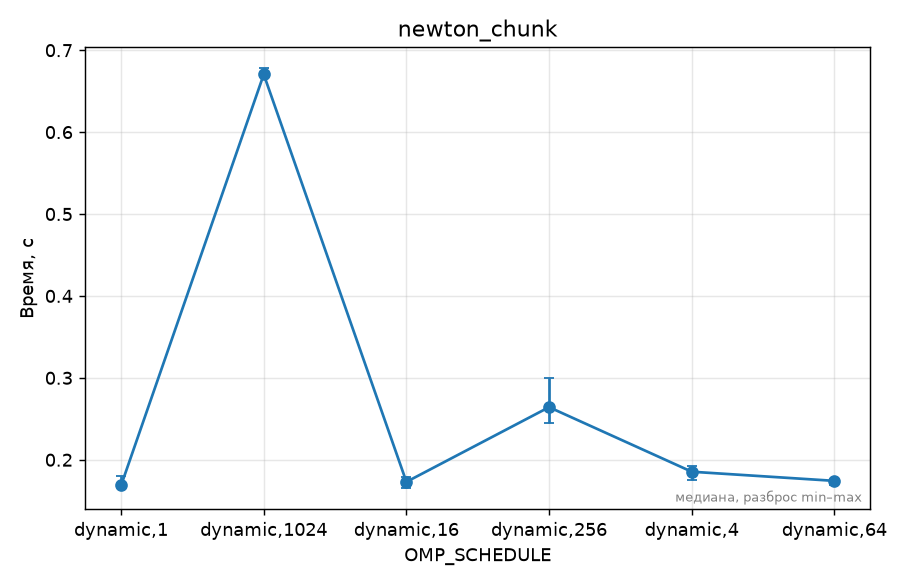 newton_chunk
0.7
0.6
0.5
0.4
0.3
0.2
Время, с
медиана, разброс min–max
dynamic,1 dynamic,1024 dynamic,16 dynamic,256 dynamic,4 dynamic,64
OMP_SCHEDULE